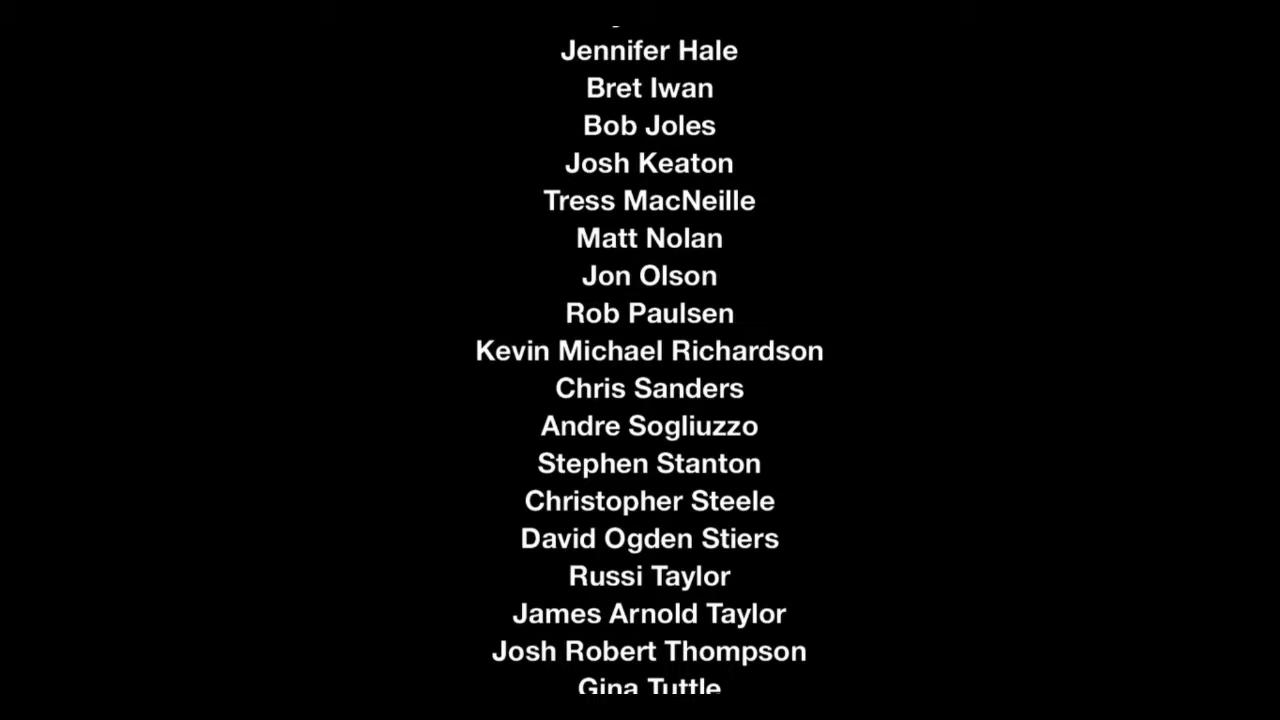 Jennifer Hale
Bret Iwan
Bob Joles
Josh Keaton
Tress MacNeille
Matt Nolan
Jon Olson
Rob Paulsen
Kevin Michael Richardson
Chris Sanders
Andre Sogliuzzo
Stephen Stanton
Christopher Steele
David Ogden Stiers
Russi Taylor
James Arnold Taylor
Josh Robert Thompson
Gina Tuttle